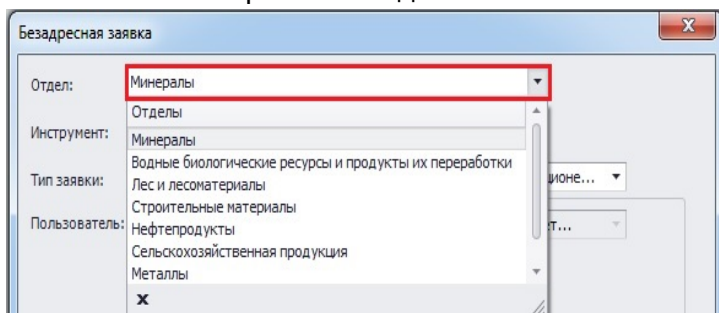 Безадресная заявка
Отдел: Минералы
Отделы
Инструмент: Минералы
Водные биологические ресурсы и продукты их переработки
Тип заявки: Лес и лесоматериалы
Строительные материалы
Пользователь: Нефтепродукты
Сельскохозяйственная продукция
Металлы
x